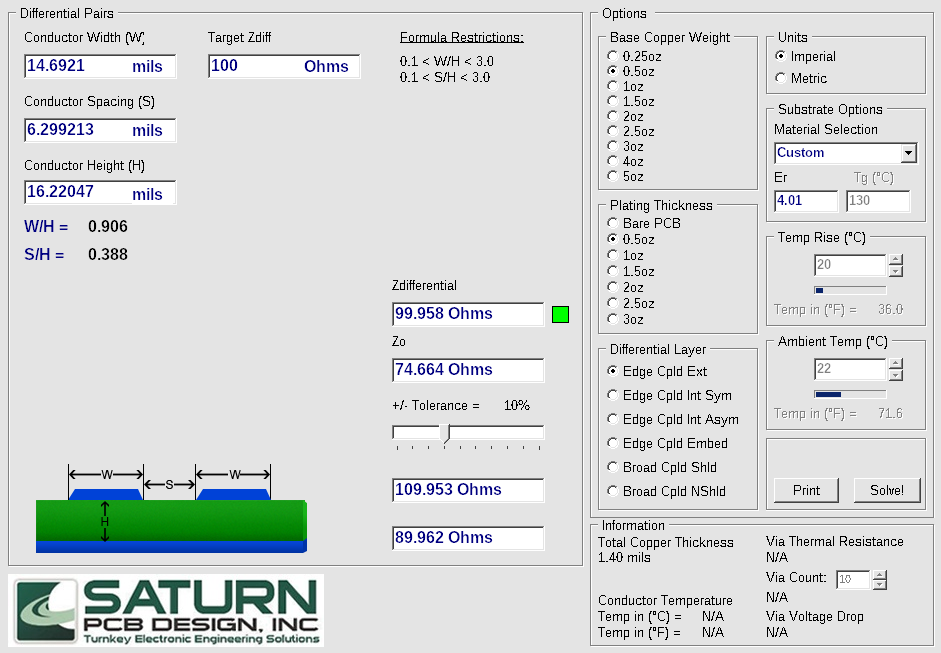 Differential Pairs
Conductor Width (W)
14.6921 mils
Target Zdiff
100 Ohms
Formula Restrictions:
0.1 < W/H < 3.0
0.1 < S/H < 3.0
Conductor Spacing (S)
6.299213 mils
Conductor Height (H)
16.22047 mils
W/H = 0.906
S/H = 0.388
Zdifferential
99.958 Ohms
Zo
74.664 Ohms
+/- Tolerance = 10%
109.953 Ohms
89.962 Ohms
W
S
W
H
SATURN
PCB DESIGN, INC
Turnkey Electronic Engineering Solutions
Options
Base Copper Weight
0.25oz
0.5oz
1oz
1.5oz
2oz
2.5oz
3oz
4oz
5oz
Plating Thickness
Bare PCB
0.5oz
1oz
1.5oz
2oz
2.5oz
3oz
Differential Layer
Edge Cpld Ext
Edge Cpld Int Sym
Edge Cpld Int Asym
Edge Cpld Embed
Broad Cpld Shld
Broad Cpld NShld
Units
Imperial
Metric
Substrate Options
Material Selection
Custom
Er Tg (°C)
4.01 130
Temp Rise (°C)
20
Temp in (°F) = 36.0
Ambient Temp (°C)
22
Temp in (°F) = 71.6
Print Solve!
Information
Total Copper Thickness
1.40 mils
Conductor Temperature
Temp in (°C) = N/A
Temp in (°F) = N/A
Via Thermal Resistance
N/A
Via Count: 10
N/A
Via Voltage Drop
N/A